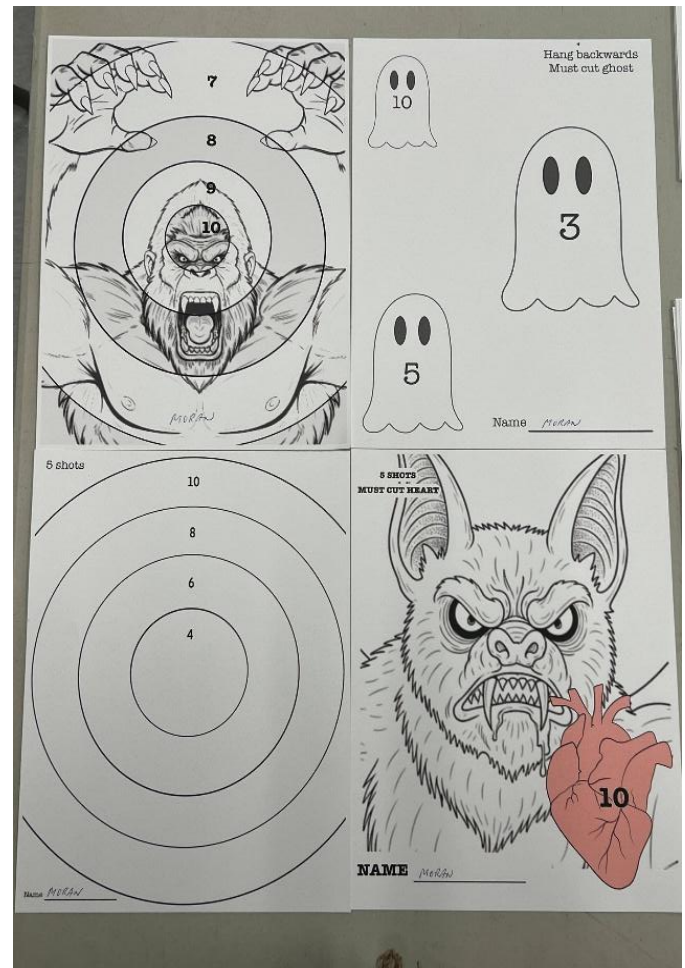 7
8
9
10
MORAN
Hang backwards
Must cut ghost
10
3
5
Name MORAN
5 shots
10
8
6
4
Name MORAN
5 SHOTS
MUST CUT HEART
10
NAME MORAN